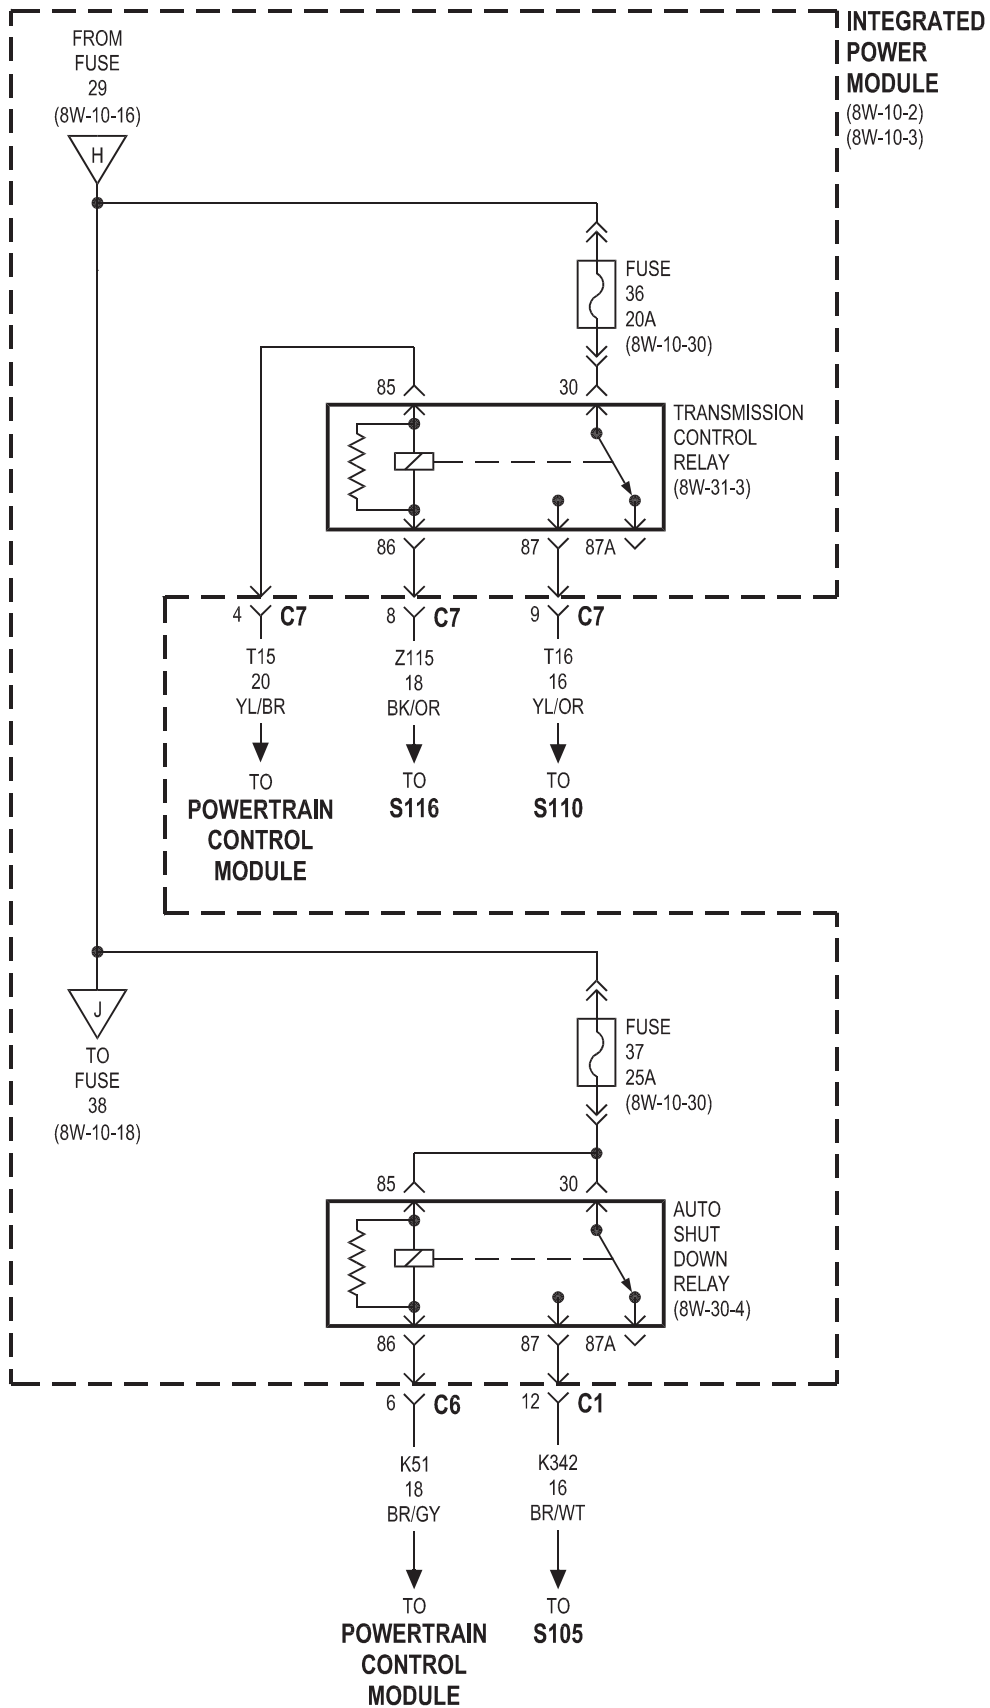 INTEGRATED
POWER
MODULE
(8W-10-2)
(8W-10-3)
FROM
FUSE
29
(8W-10-16)
H
FUSE
36
20A
(8W-10-30)
85
30
TRANSMISSION
CONTROL
RELAY
(8W-31-3)
86
87
87A
4
C7
8
C7
9
C7
T15
20
YL/BR
Z115
18
BK/OR
T16
16
YL/OR
TO
POWERTRAIN
CONTROL
MODULE
TO
S116
TO
S110
J
TO
FUSE
38
(8W-10-18)
FUSE
37
25A
(8W-10-30)
85
30
AUTO
SHUT
DOWN
RELAY
(8W-30-4)
86
87
87A
6
C6
12
C1
K51
18
BR/GY
K342
16
BR/WT
TO
POWERTRAIN
CONTROL
MODULE
TO
S105